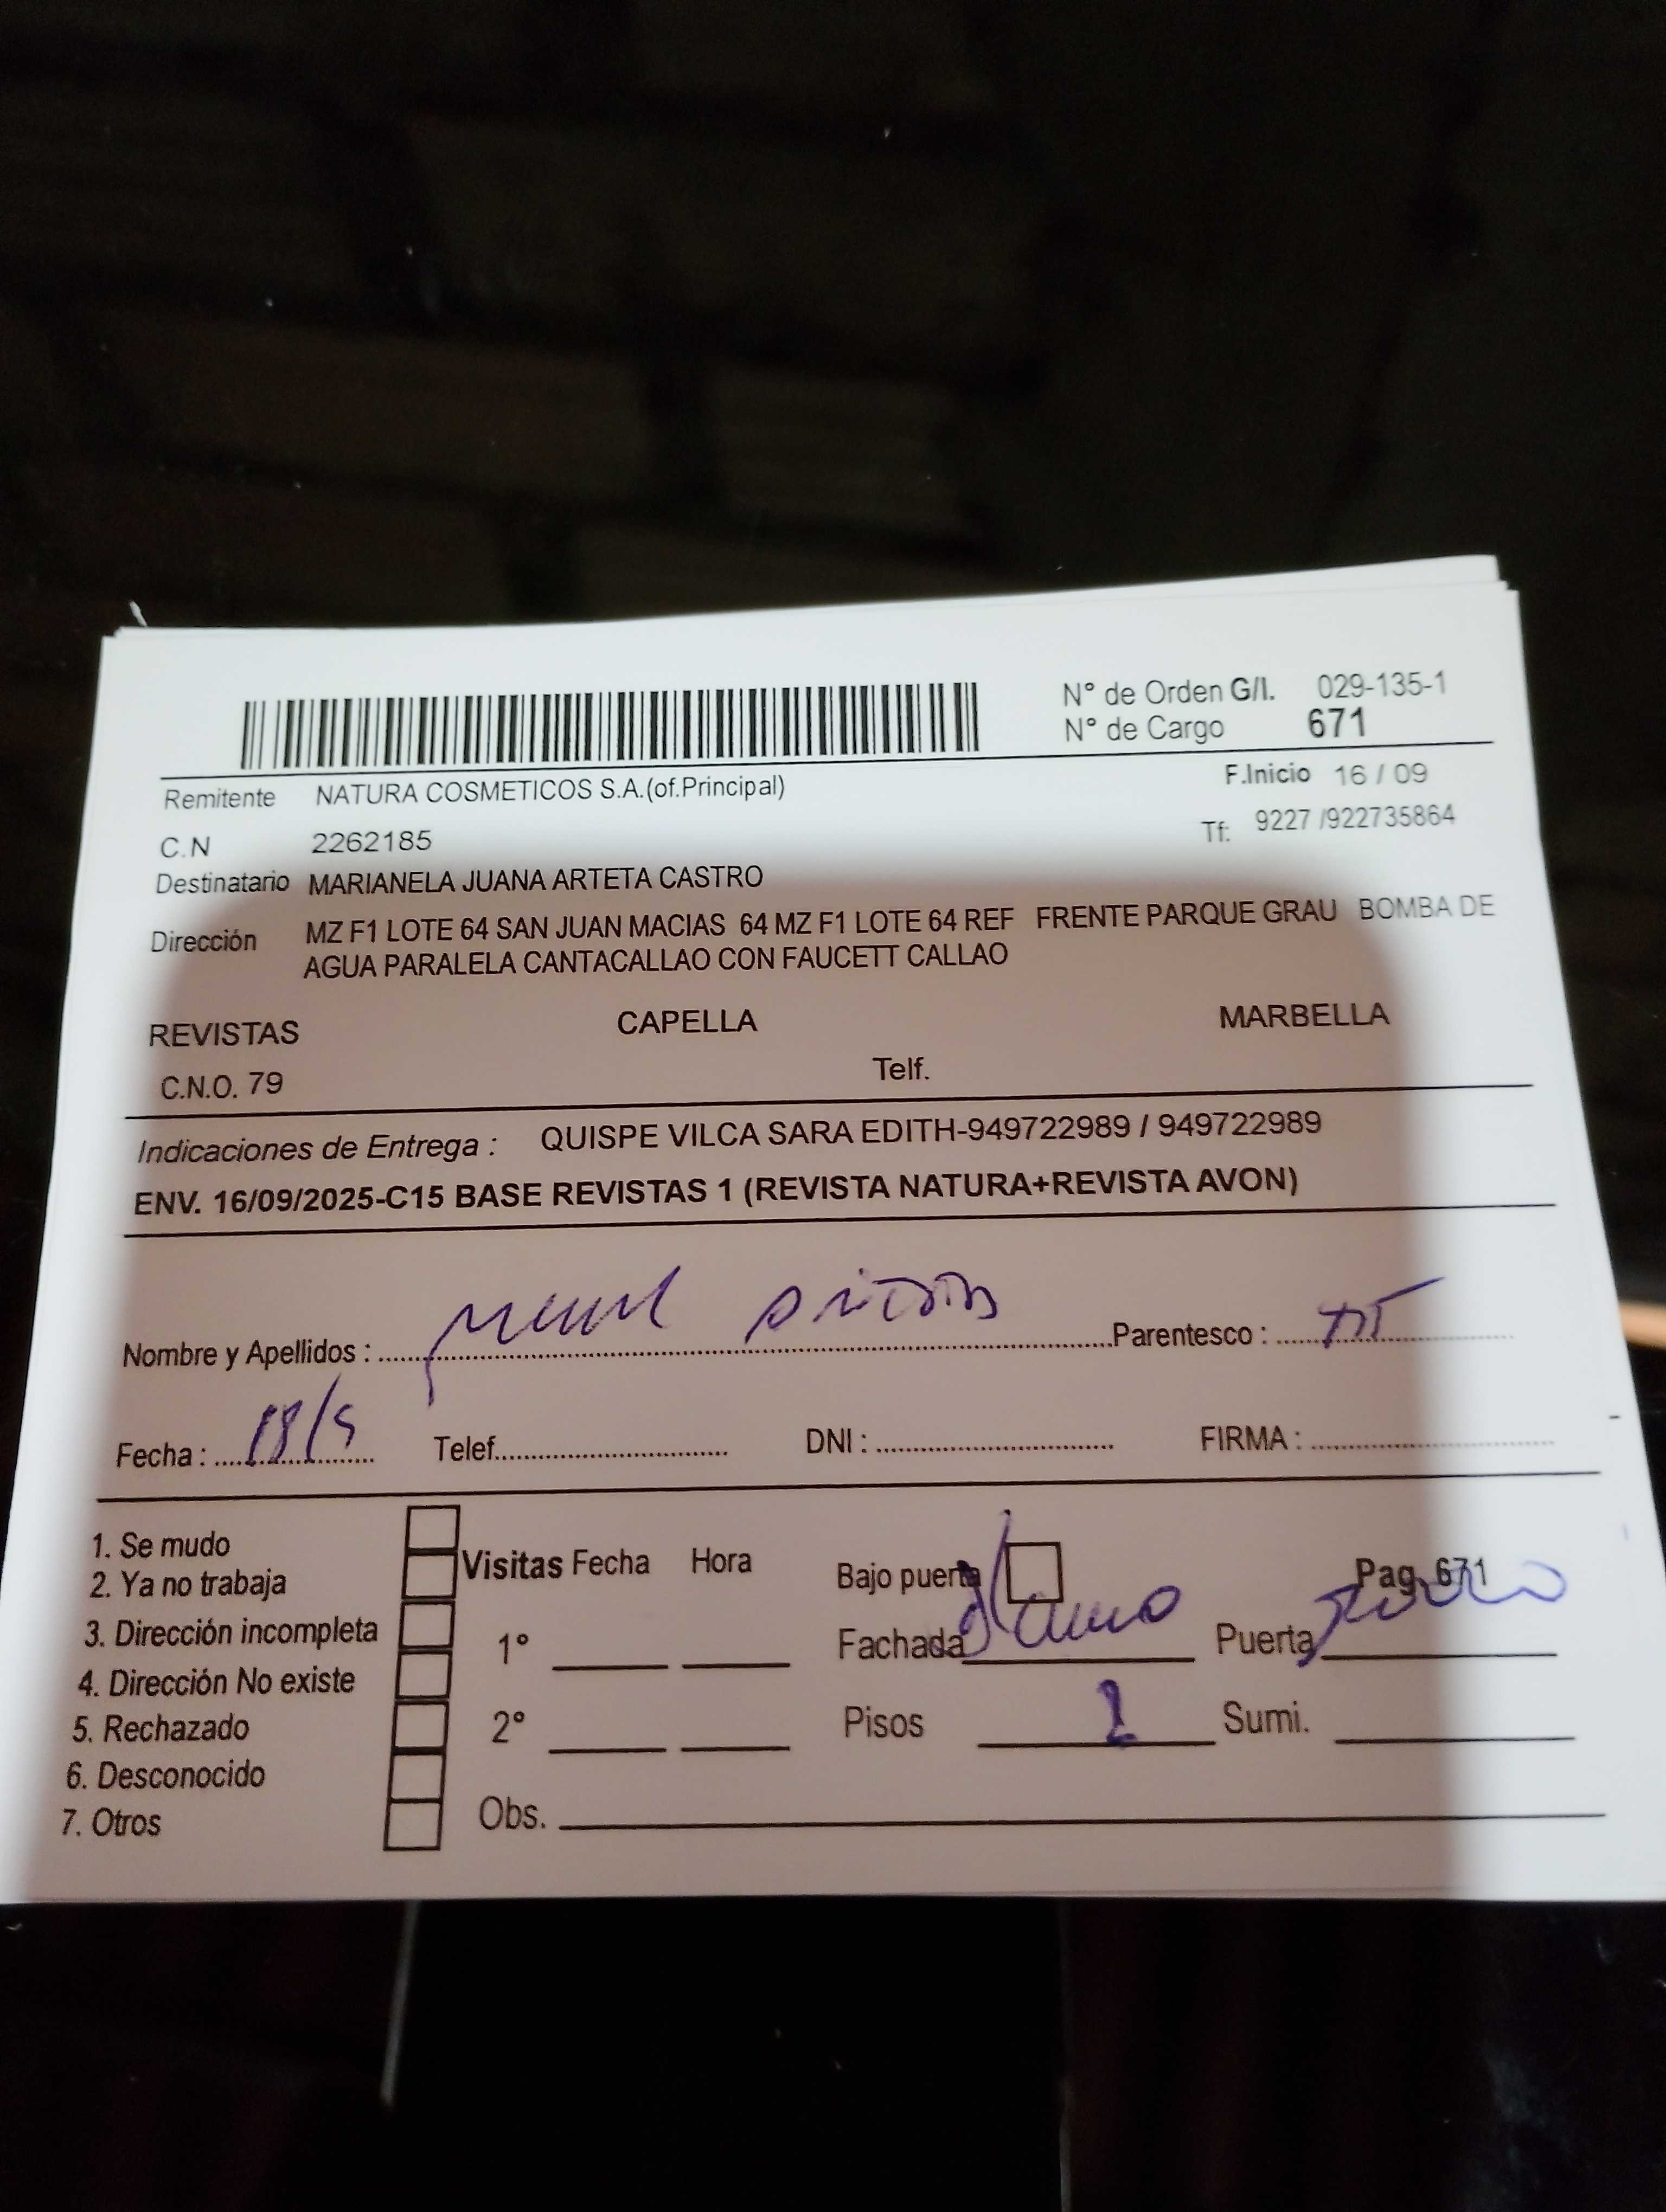 N° de Orden G/I. 029-135-1
N° de Cargo 671
Remitente NATURA COSMETICOS S.A.(of.Principal) F.Inicio 16 / 09
C.N 2262185 Tf: 9227 /922735864
Destinatario MARIANELA JUANA ARTETA CASTRO
Dirección MZ F1 LOTE 64 SAN JUAN MACIAS 64 MZ F1 LOTE 64 REF FRENTE PARQUE GRAU BOMBA DE
AGUA PARALELA CANTACALLAO CON FAUCETT CALLAO
REVISTAS CAPELLA MARBELLA
C.N.O. 79 Telf.
Indicaciones de Entrega : QUISPE VILCA SARA EDITH-949722989 / 949722989
ENV. 16/09/2025-C15 BASE REVISTAS 1 (REVISTA NATURA+REVISTA AVON)
Nombre y Apellidos : Parentesco :
Fecha : 18/9 Telef. DNI : FIRMA :
1. Se mudo
2. Ya no trabaja
3. Dirección incompleta
4. Dirección No existe
5. Rechazado
6. Desconocido
7. Otros
Visitas Fecha Hora
1°
2°
Obs.
Bajo puerta Pag. 671
Fachada Puerta
Pisos 2 Sumi.